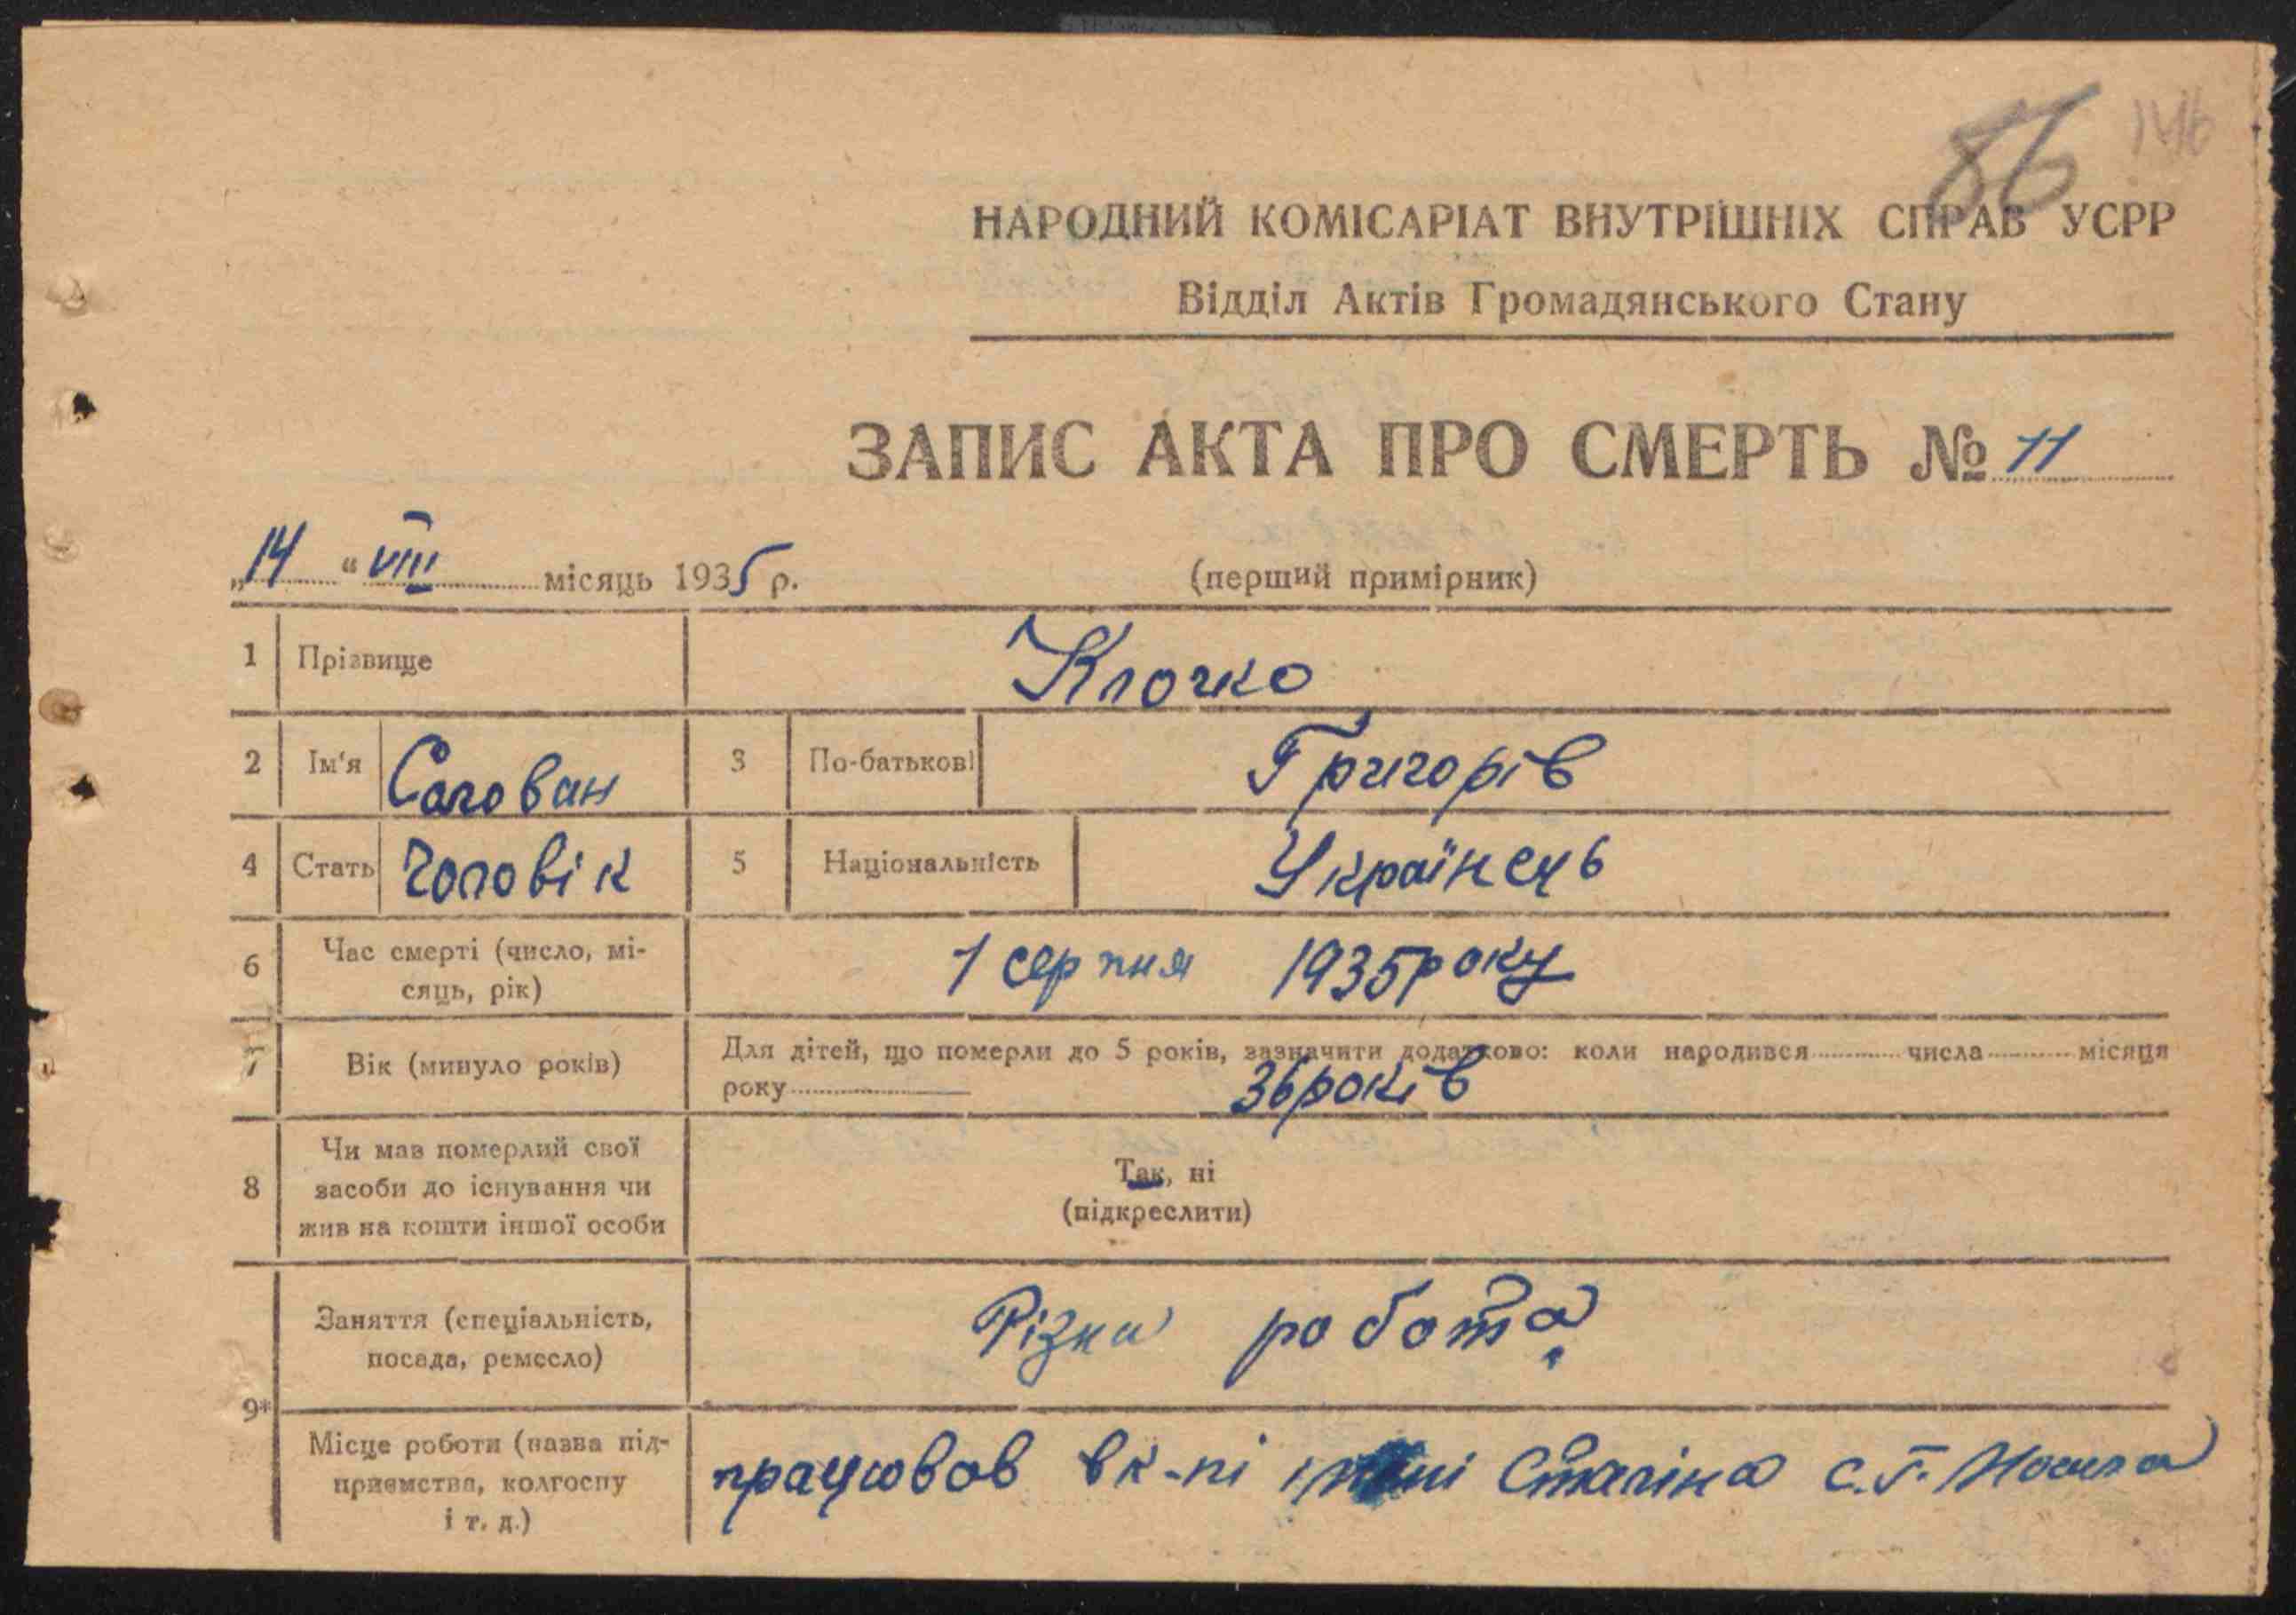 86
НАРОДНИЙ КОМІСАРІАТ ВНУТРІШНІХ СПРАВ УСРР
Відділ Актів Громадянського Стану
ЗАПИС АКТА ПРО СМЕРТЬ № 11
„14“ VIII місяць 1935 р.
(перший примірник)
1 Прізвище Клочко
2 Ім'я 3 По-батькові Григорів
4 Стать Чоловік 5 Національність Українець
6 Час смерті (число, мі-
сяць, рік) 1 серпня 1935 року
7 Вік (минуло років) Для дітей, що померли до 5 років, зазначити додатково: коли народився числа місяця
року 36 років
8 Чи мав померлий свої
засоби до існування чи
жив на кошти іншої особи
Так, ні
(підкреслити)
9* Заняття (спеціальність,
посада, ремесло) Різна робота
Місце роботи (назва під-
приємства, колгоспу
і т. д.)
працював в к-пі імені Сталіна с.Г.